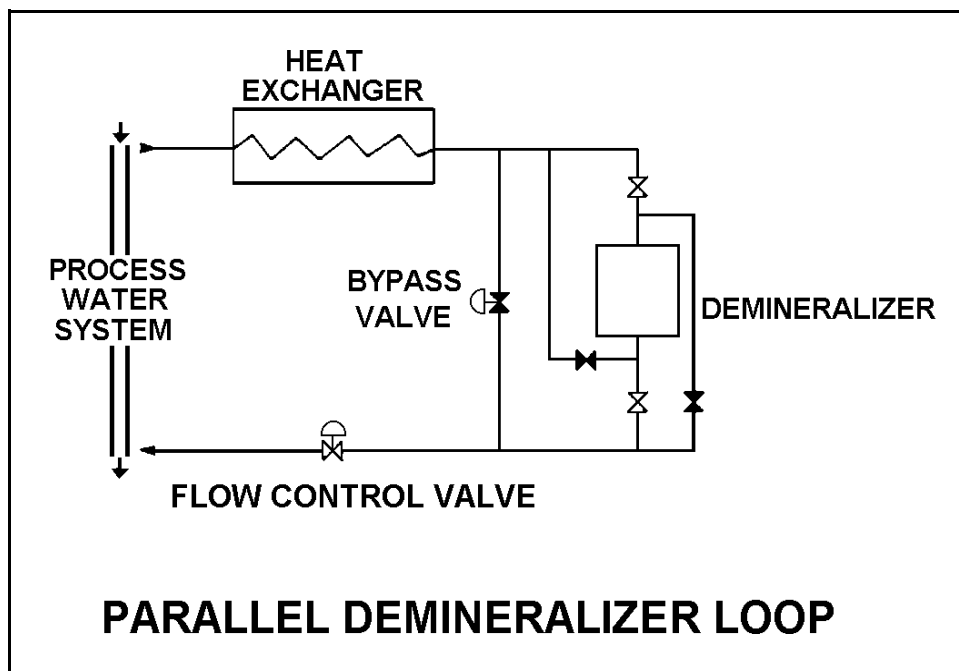 HEAT
EXCHANGER
PROCESS
WATER
SYSTEM
BYPASS
VALVE
DEMINERALIZER
FLOW CONTROL VALVE
PARALLEL DEMINERALIZER LOOP